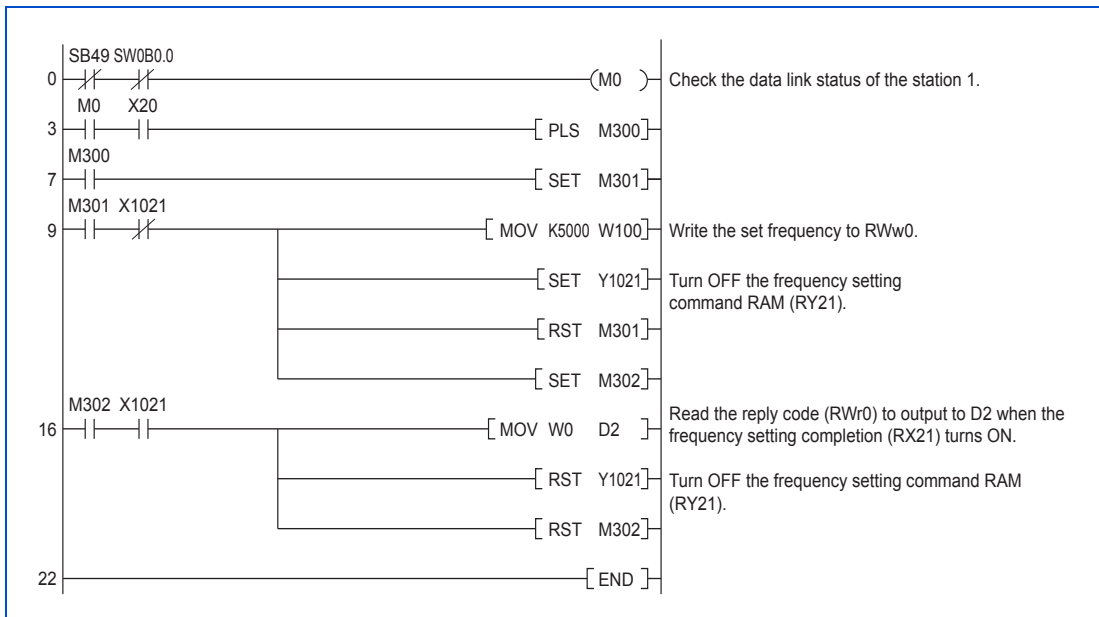 SB49 SW0B0.0
0 (M0 ) Check the data link status of the station 1.
M0 X20
3 [ PLS M300]
M300
7 [ SET M301]
M301 X1021
9 [ MOV K5000 W100] Write the set frequency to RWw0.
[ SET Y1021] Turn OFF the frequency setting
command RAM (RY21).
[ RST M301]
[ SET M302]
M302 X1021
16 [ MOV W0 D2 ] Read the reply code (RWr0) to output to D2 when the
frequency setting completion (RX21) turns ON.
[ RST Y1021] Turn OFF the frequency setting command RAM
(RY21).
[ RST M302]
22 [ END ]